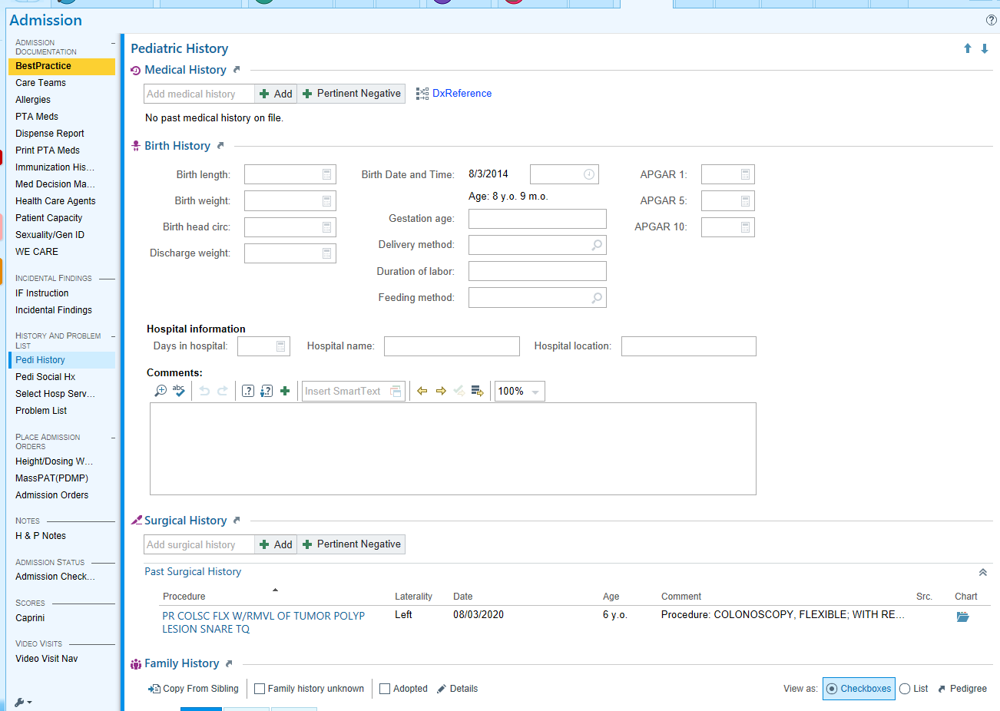 Admission
ADMISSION
DOCUMENTATION
BestPractice
Care Teams
Allergies
PTA Meds
Dispense Report
Print PTA Meds
Immunization His...
Med Decision Ma...
Health Care Agents
Patient Capacity
Sexuality/Gen ID
WE CARE
INCIDENTAL FINDINGS
IF Instruction
Incidental Findings
HISTORY AND PROBLEM
LIST
Pedi History
Pedi Social Hx
Select Hosp Serv...
Problem List
PLACE ADMISSION
ORDERS
Height/Dosing W...
MassPAT(PDMP)
Admission Orders
NOTES
H & P Notes
ADMISSION STATUS
Admission Check...
SCORES
Caprini
VIDEO VISITS
Video Visit Nav
Pediatric History
Medical History
Add medical history Add Pertinent Negative DxReference
No past medical history on file.
Birth History
Birth length: Birth Date and Time: 8/3/2014 APGAR 1:
Age: 8 y.o. 9 m.o.
Birth weight: APGAR 5:
Gestation age:
Birth head circ: APGAR 10:
Delivery method:
Discharge weight:
Duration of labor:
Feeding method:
Hospital information
Days in hospital: Hospital name: Hospital location:
Comments:
abc Insert SmartText 100%
Surgical History
Add surgical history Add Pertinent Negative
Past Surgical History
Procedure Laterality Date Age Comment Src. Chart
PR COLSC FLX W/RMVL OF TUMOR POLYP Left 08/03/2020 6 y.o. Procedure: COLONOSCOPY, FLEXIBLE; WITH RE...
LESION SNARE TQ
Family History
Copy From Sibling Family history unknown Adopted Details View as: Checkboxes List Pedigree